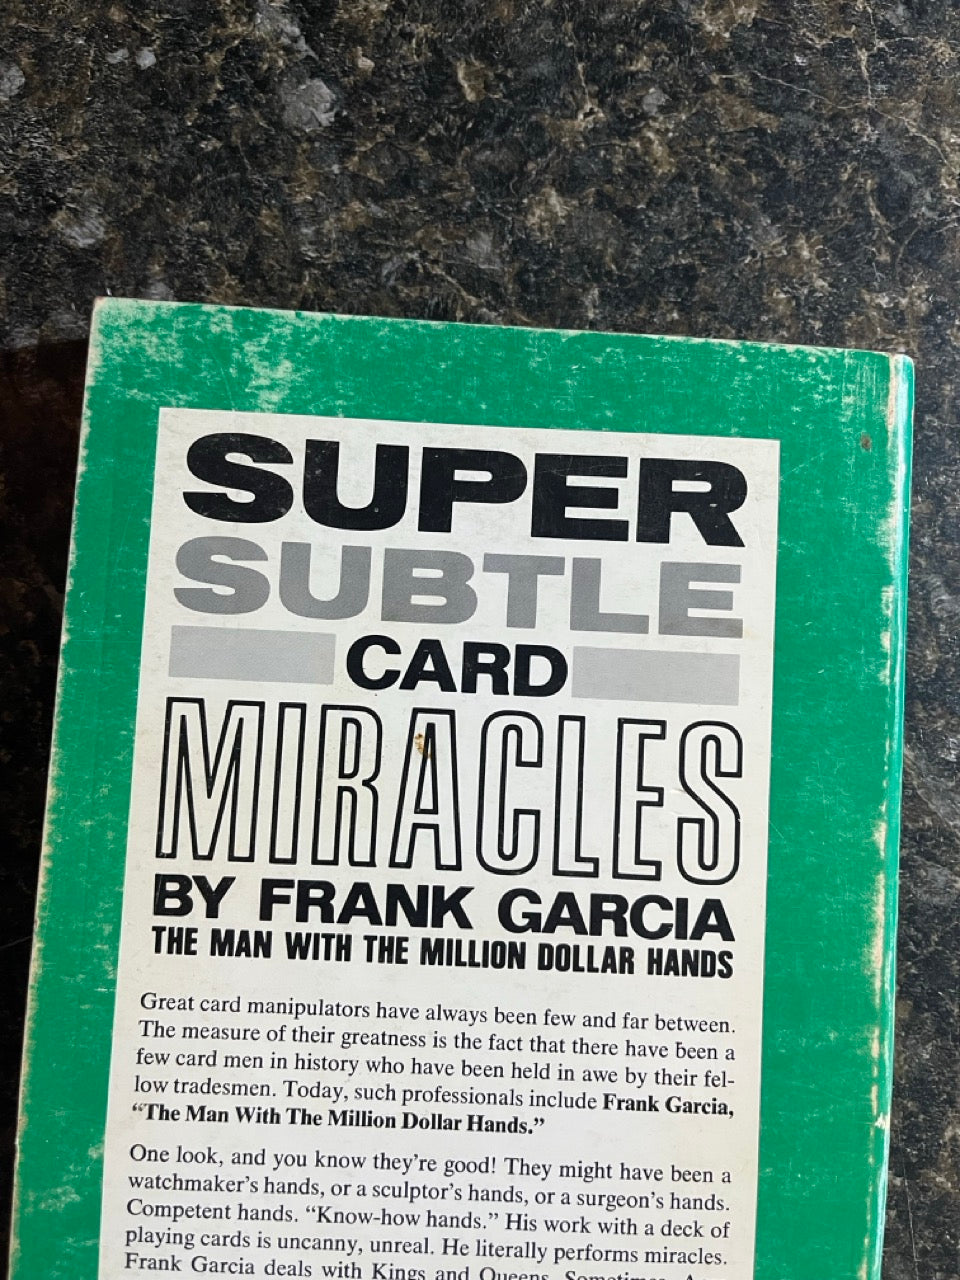 SUPER
SUBTLE
CARD
MIRACLES
BY FRANK GARCIA
THE MAN WITH THE MILLION DOLLAR HANDS
Great card manipulators have always been few and far between.
The measure of their greatness is the fact that there have been a
few card men in history who have been held in awe by their fel-
low tradesmen. Today, such professionals include Frank Garcia,
“The Man With The Million Dollar Hands.”
One look, and you know they’re good! They might have been a
watchmaker’s hands, or a sculptor’s hands, or a surgeon’s hands.
Competent hands. “Know-how hands.” His work with a deck of
playing cards is uncanny, unreal. He literally performs miracles.
Frank Garcia deals with Kings and Queens. Sometimes